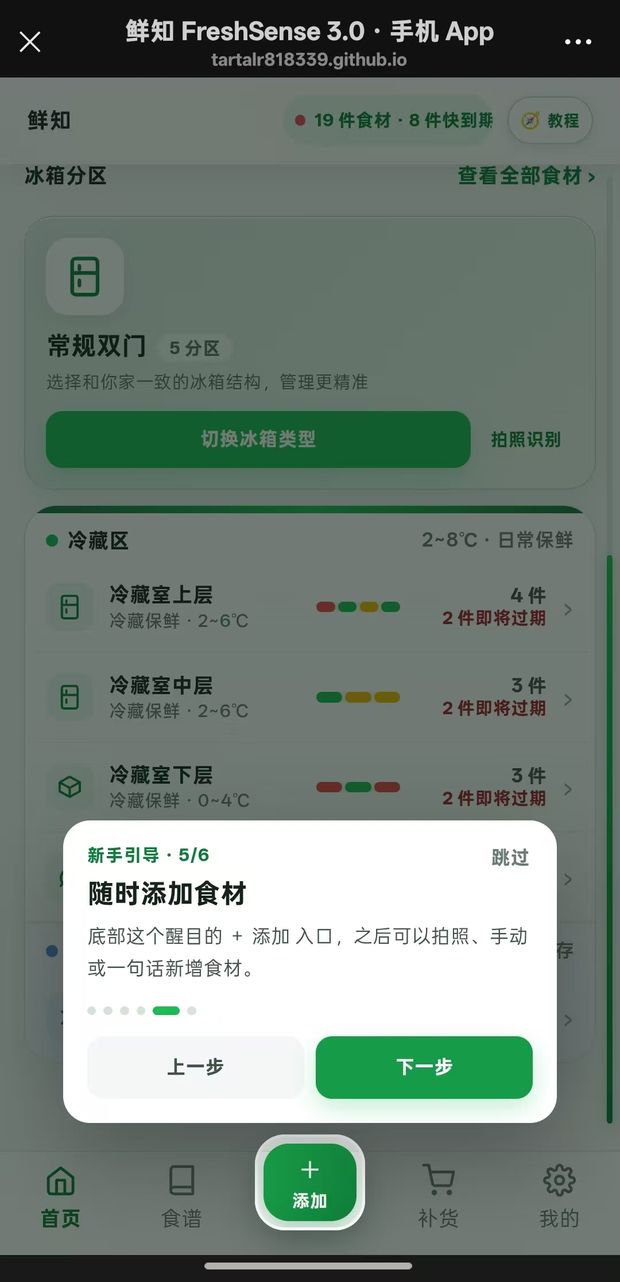 鲜知 FreshSense 3.0 · 手机 App
tartalr818339.github.io
鲜知
19 件食材 · 8 件快到期
教程
冰箱分区
查看全部食材 ›
常规双门
5 分区
选择和你家一致的冰箱结构，管理更精准
切换冰箱类型
拍照识别
冷藏区
2~8℃ · 日常保鲜
冷藏室上层
4 件
冷藏保鲜 · 2~6℃
2 件即将过期
冷藏室中层
3 件
冷藏保鲜 · 2~6℃
2 件即将过期
冷藏室下层
3 件
冷藏保鲜 · 0~4℃
2 件即将过期
新手引导 · 5/6
跳过
随时添加食材
底部这个醒目的 + 添加 入口，之后可以拍照、手动
或一句话新增食材。
存
上一步
下一步
+
添加
首页
食谱
补货
我的